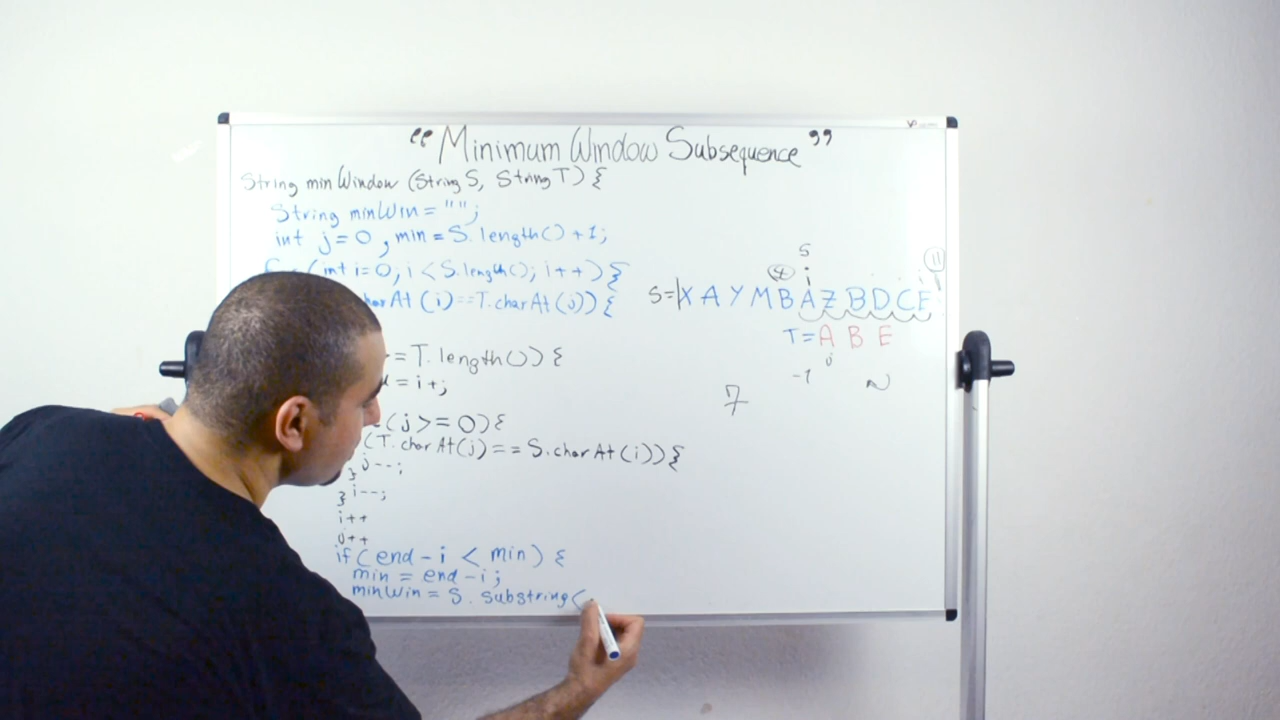 “Minimum Window Subsequence”
String minWindow (String S, String T) {
String minWin = "";
int j=0, min = S.length() +1;
(int i=0; i < S.length(); i++) {
charAt (i)==T.charAt (j)) {
= T.length()) {
= i+;
(j >= 0) {
(T.charAt(j) == S.charAt(i)) {
j--;
}
} i--;
i++
j++
if (end - i < min) {
min = end - i;
minWin = S. substring(
5
i
4
11
S= X A Y M B A Z B D C E
T= A B E
j
-1
7